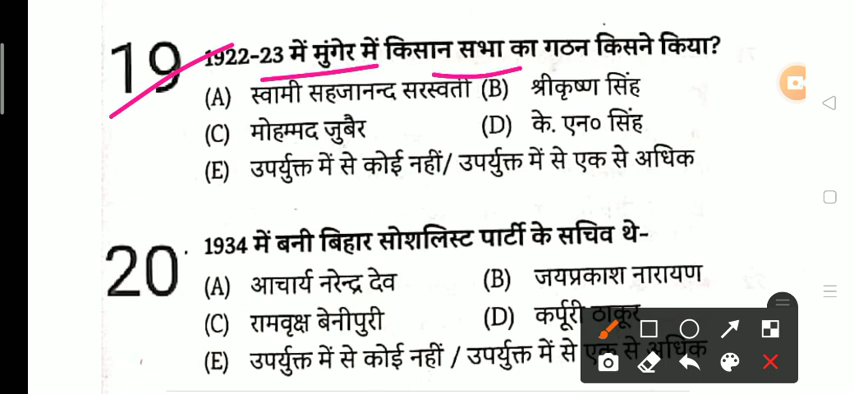 19 1922-23 में मुंगेर में किसान सभा का गठन किसने किया?
(A) स्वामी सहजानन्द सरस्वती (B) श्रीकृष्ण सिंह
(C) मोहम्मद जुबैर (D) के. एन० सिंह
(E) उपर्युक्त में से कोई नहीं/ उपर्युक्त में से एक से अधिक
20 1934 में बनी बिहार सोशलिस्ट पार्टी के सचिव थे-
(A) आचार्य नरेन्द्र देव (B) जयप्रकाश नारायण
(C) रामवृक्ष बेनीपुरी (D) कर्पूरी ठाकुर
(E) उपर्युक्त में से कोई नहीं / उपर्युक्त में से एक से अधिक